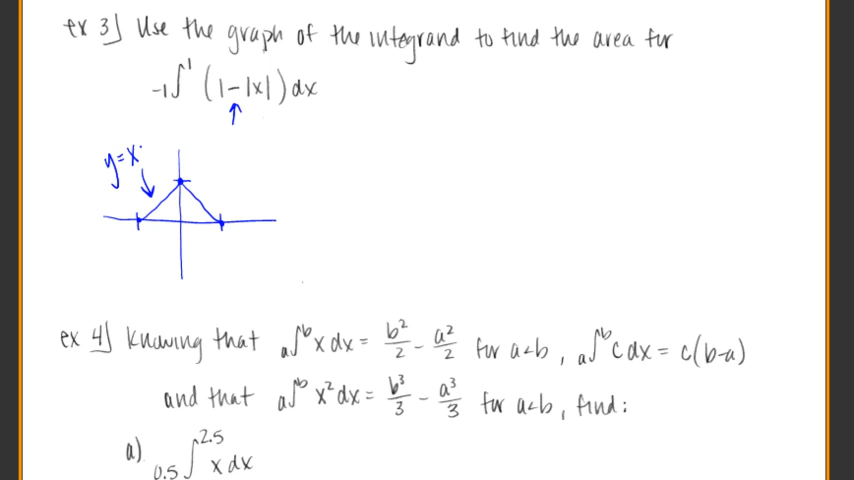 ex 3] Use the graph of the integrand to find the area for
-1∫^1 (1-|x|) dx
y=x
ex 4] Knowing that a∫^b x dx = b²/2 - a²/2 for a<b, a∫^b c dx = c(b-a)
and that a∫^b x² dx = b³/3 - a³/3 for a<b, find:
a) 0.5∫^2.5 x dx